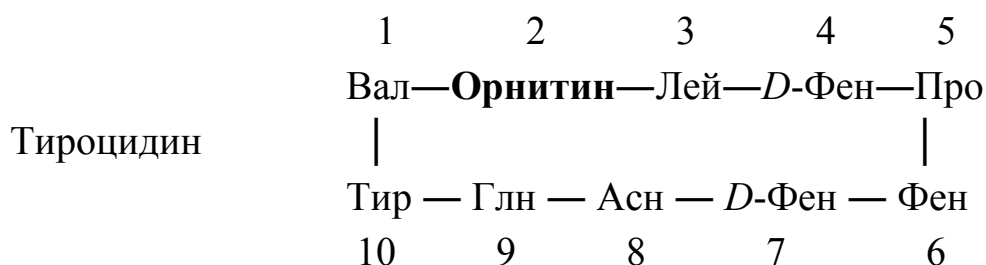 1 2 3 4 5
Вал—Орнитин—Лей—D-Фен—Про
Тироцидин
Тир — Глн — Асн — D-Фен — Фен
10 9 8 7 6